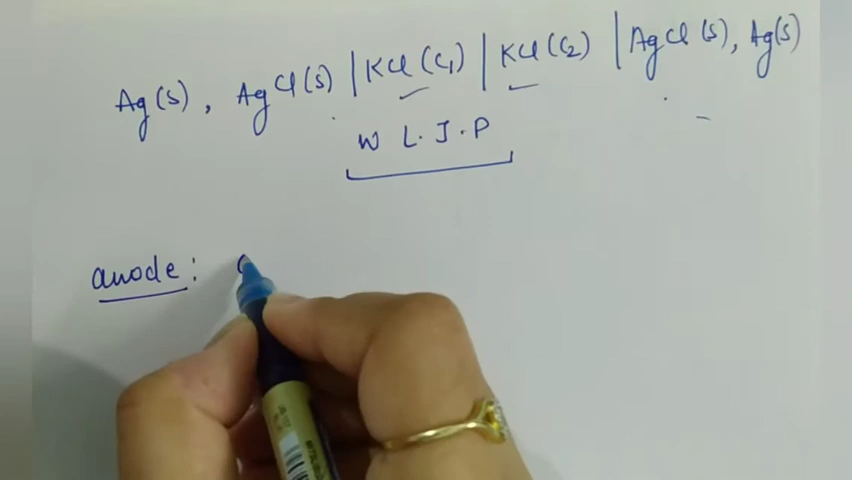 Ag(s), AgCl(s) | KCl(C1) | KCl(C2) | AgCl(s), Ag(s)
W L.J.P
anode: